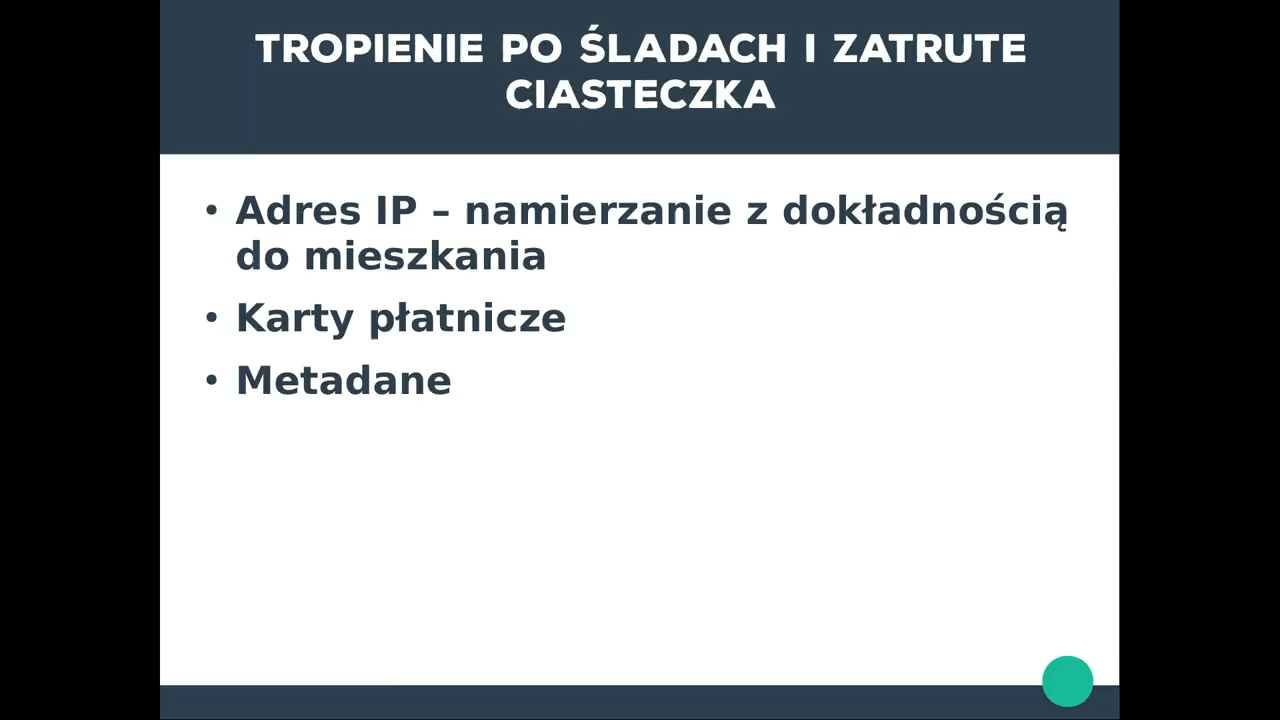 TROPIENIE PO ŚLADACH I ZATRUTE
CIASTECZKA
• Adres IP – namierzanie z dokładnością
do mieszkania
• Karty płatnicze
• Metadane